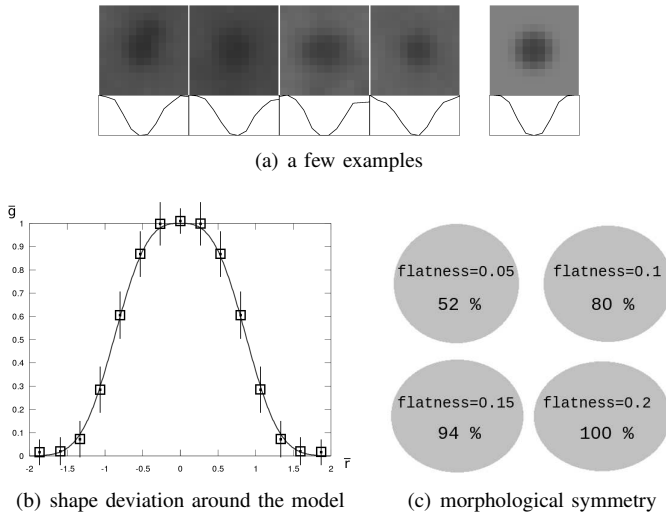 (a) a few examples
g̅
1
0.9
0.8
0.7
0.6
0.5
0.4
0.3
0.2
0.1
0
-2 -1.5 -1 -0.5 0 0.5 1 1.5 2
r̅
flatness=0.05
52 %
flatness=0.1
80 %
flatness=0.15
94 %
flatness=0.2
100 %
(b) shape deviation around the model
(c) morphological symmetry